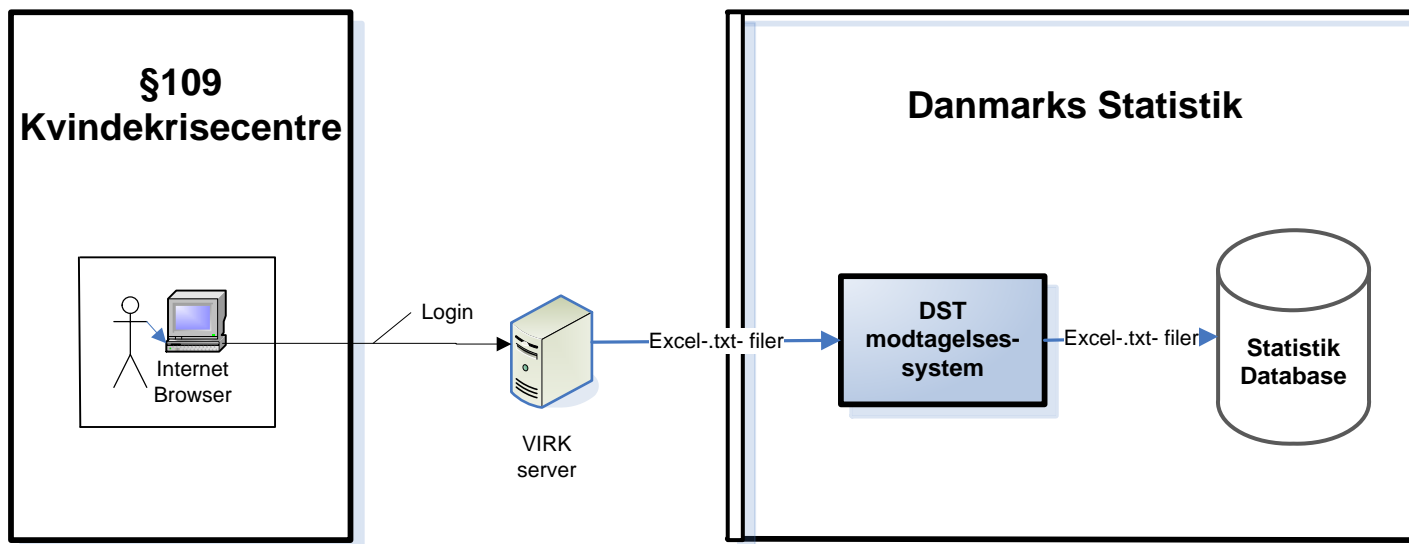 §109
Kvindekrisecentre
Danmarks Statistik
Internet
Browser
Login
VIRK
server
Excel-.txt- filer
DST
modtagelses-
system
Excel-.txt- filer
Statistik
Database